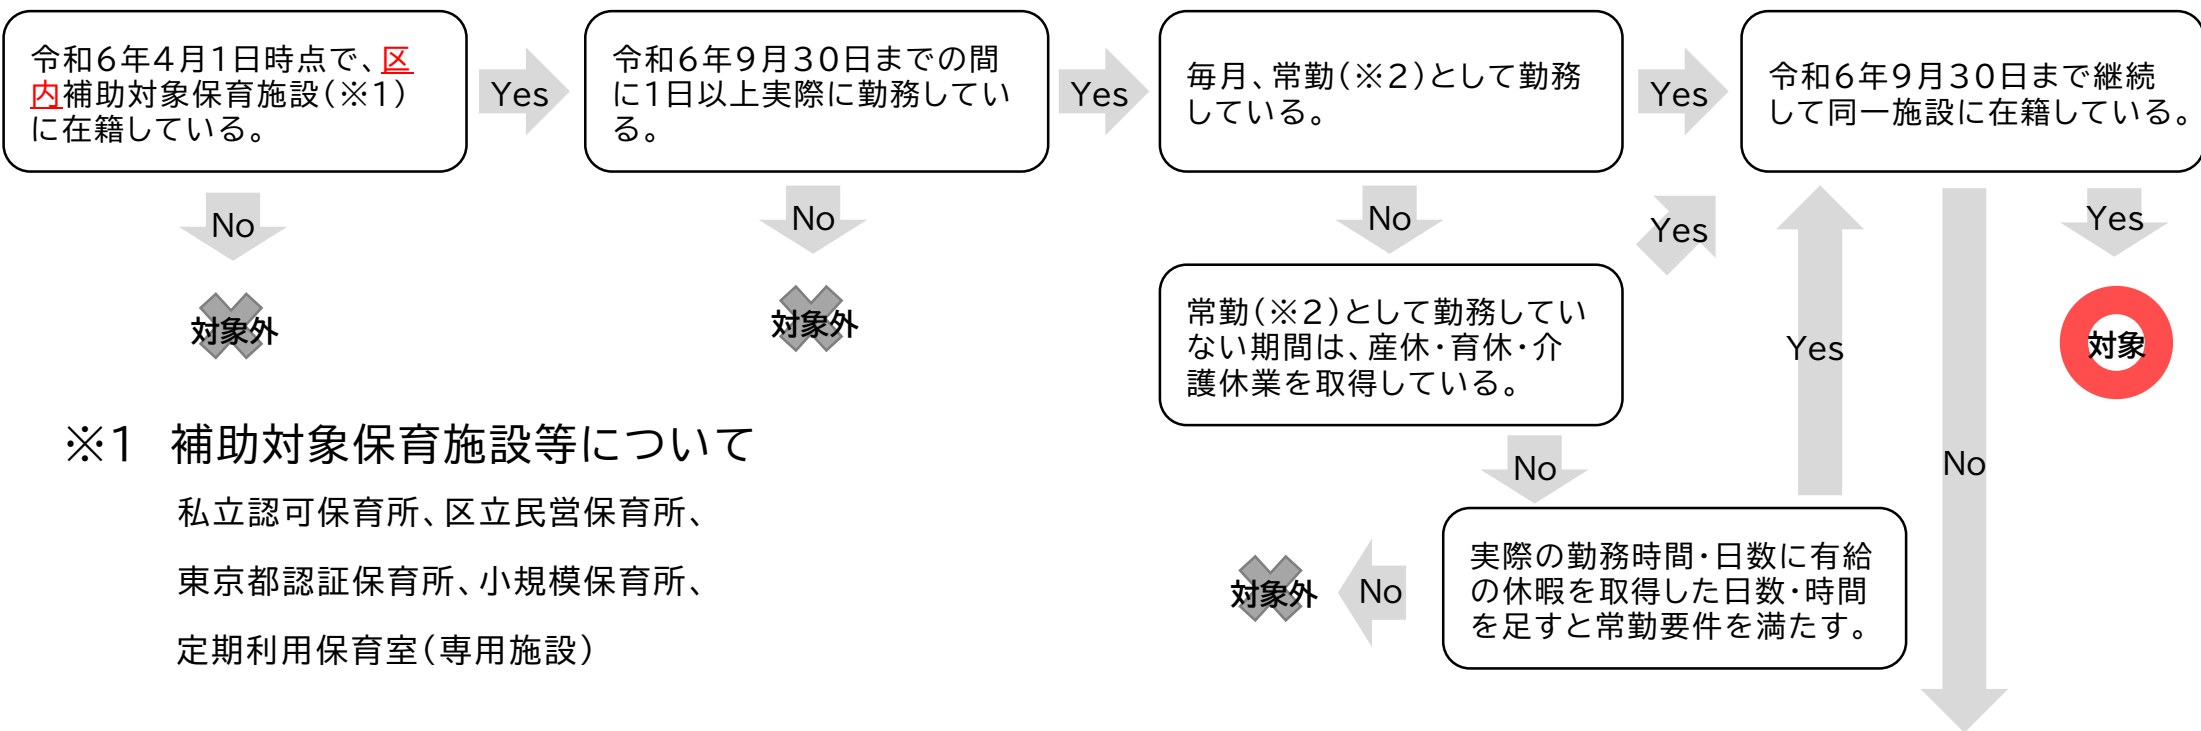 令和6年4月1日時点で、区
内補助対象保育施設(※1)
に在籍している。
Yes
令和6年9月30日までの間
に1日以上実際に勤務してい
る。
Yes
毎月、常勤(※2)として勤務
している。
Yes
令和6年9月30日まで継続
して同一施設に在籍している。
No
No
No
Yes
Yes
対象外
対象外
常勤(※2)として勤務してい
ない期間は、産休・育休・介
護休業を取得している。
Yes
対象
※1 補助対象保育施設等について
私立認可保育所、区立民営保育所、
東京都認証保育所、小規模保育所、
定期利用保育室(専用施設)
No
No
対象外
No
実際の勤務時間・日数に有給
の休暇を取得した日数・時間
を足すと常勤要件を満たす。